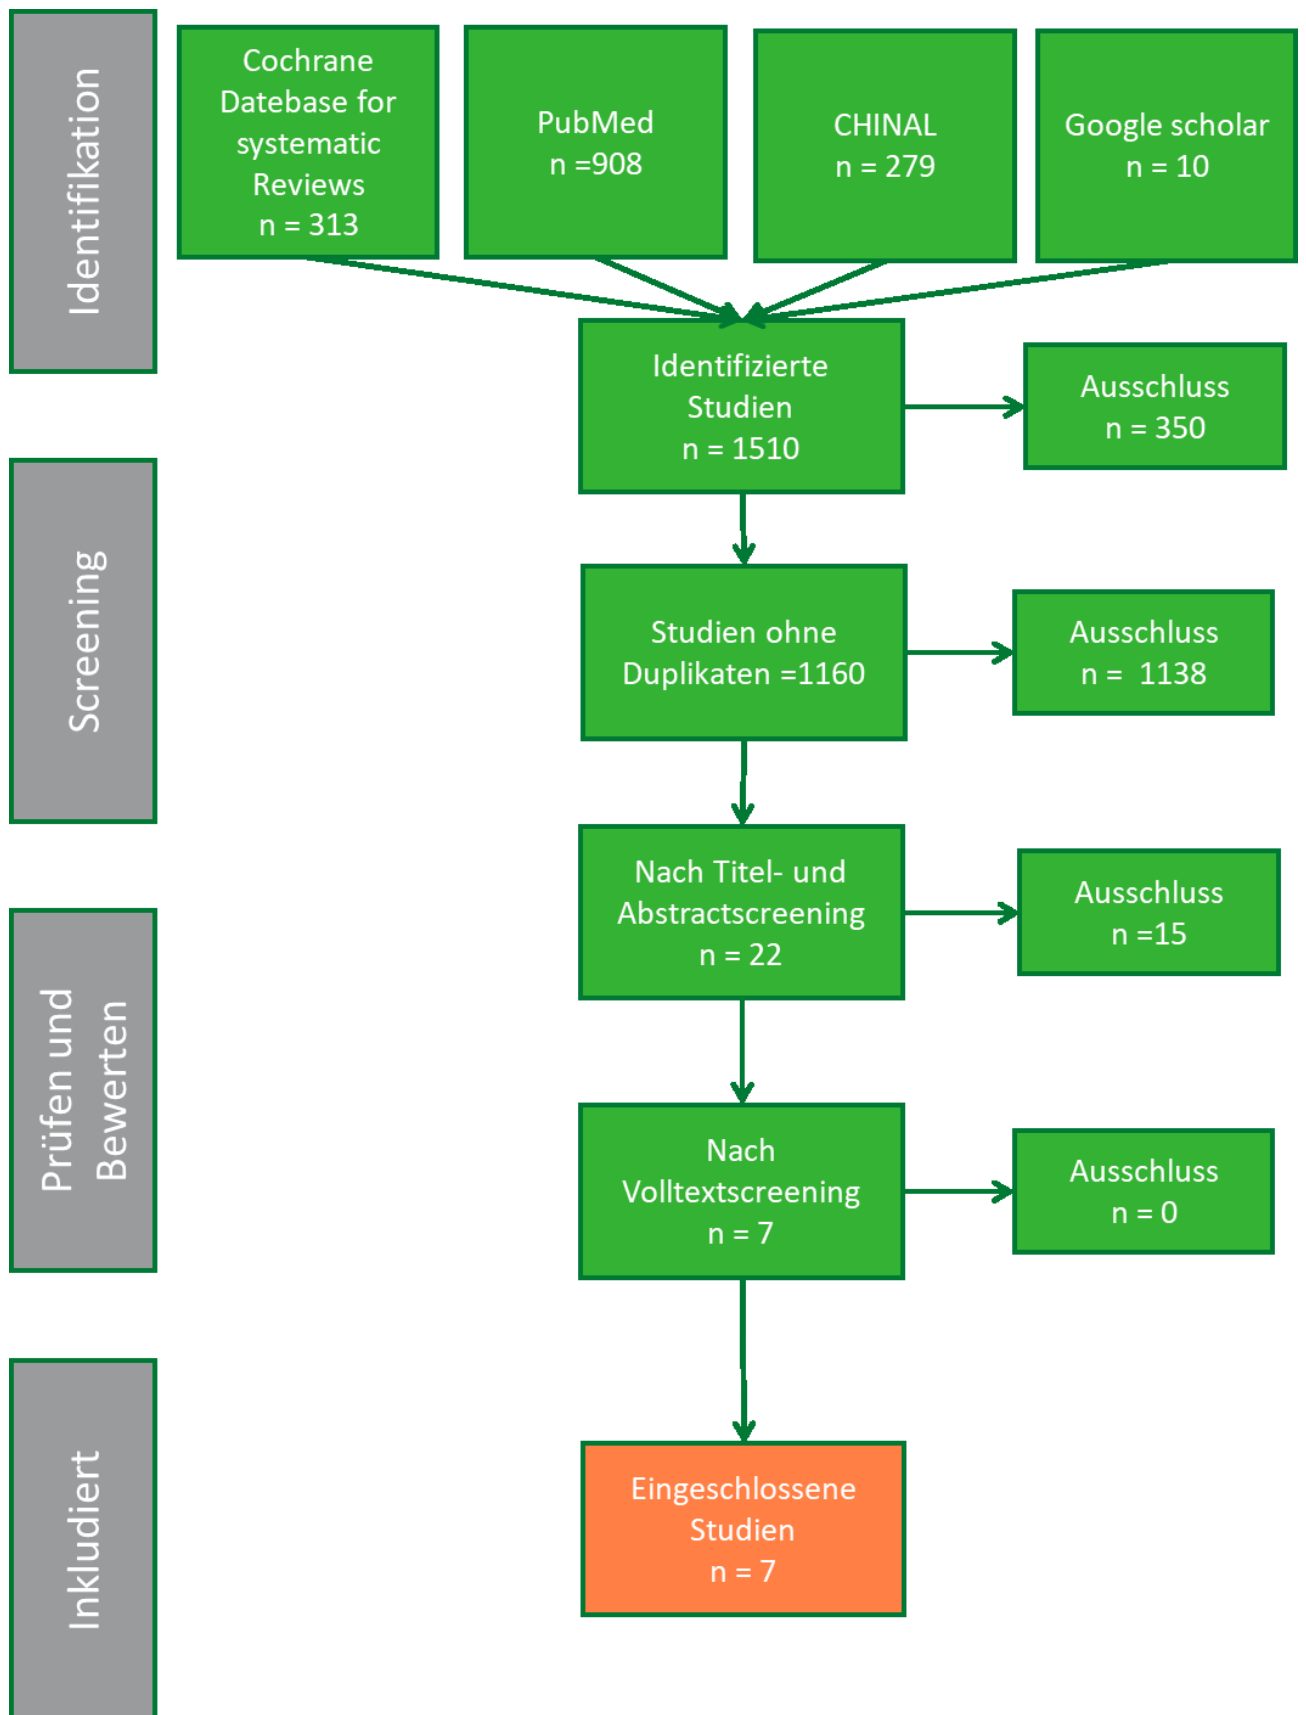 Identifikation
Cochrane
Datebase for
systematic
Reviews
n = 313
PubMed
n =908
CHINAL
n = 279
Google scholar
n = 10
Identifizierte
Studien
n = 1510
Ausschluss
n = 350
Screening
Studien ohne
Duplikaten =1160
Ausschluss
n =  1138
Nach Titel- und
Abstractscreening
n = 22
Ausschluss
n =15
Prüfen und
Bewerten
Nach
Volltextscreening
n = 7
Ausschluss
n = 0
Inkludiert
Eingeschlossene
Studien
n = 7